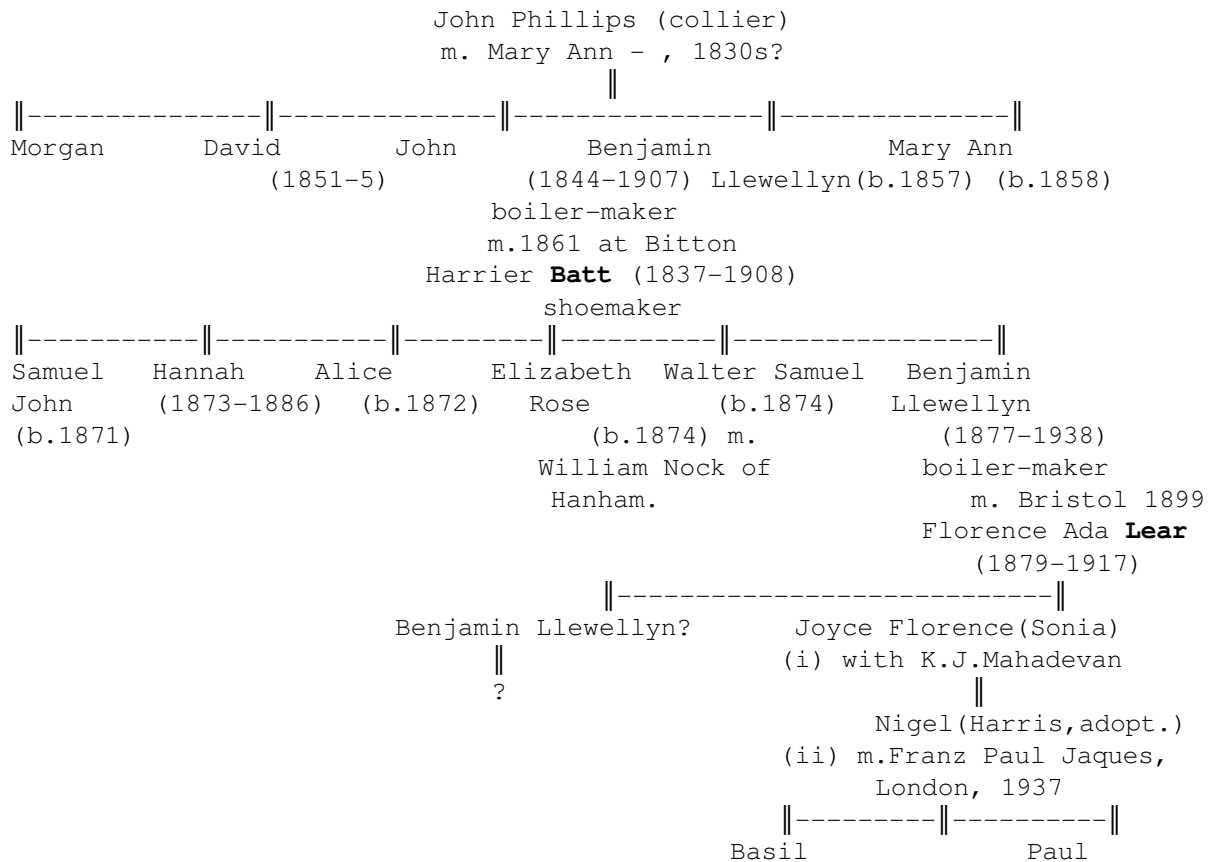 John Phillips (collier)
m. Mary Ann - , 1830s?
║
║---------------║--------------║----------------║---------------║
Morgan David John Benjamin Mary Ann
(1851-5) (1844-1907) Llewellyn(b.1857) (b.1858)
boiler-maker
m.1861 at Bitton
Harrier Batt (1837-1908)
shoemaker
║-----------║-----------║---------║----------║-----------------║
Samuel Hannah Alice Elizabeth Walter Samuel Benjamin
John (1873-1886) (b.1872) Rose (b.1874) Llewellyn
(b.1871) (b.1874) m. (1877-1938)
William Nock of boiler-maker
Hanham. m. Bristol 1899
Florence Ada Lear
(1879-1917)
║----------------------------║
Benjamin Llewellyn? Joyce Florence(Sonia)
║ (i) with K.J.Mahadevan
? ║
Nigel(Harris,adopt.)
(ii) m.Franz Paul Jaques,
London, 1937
║---------║----------║
Basil Paul